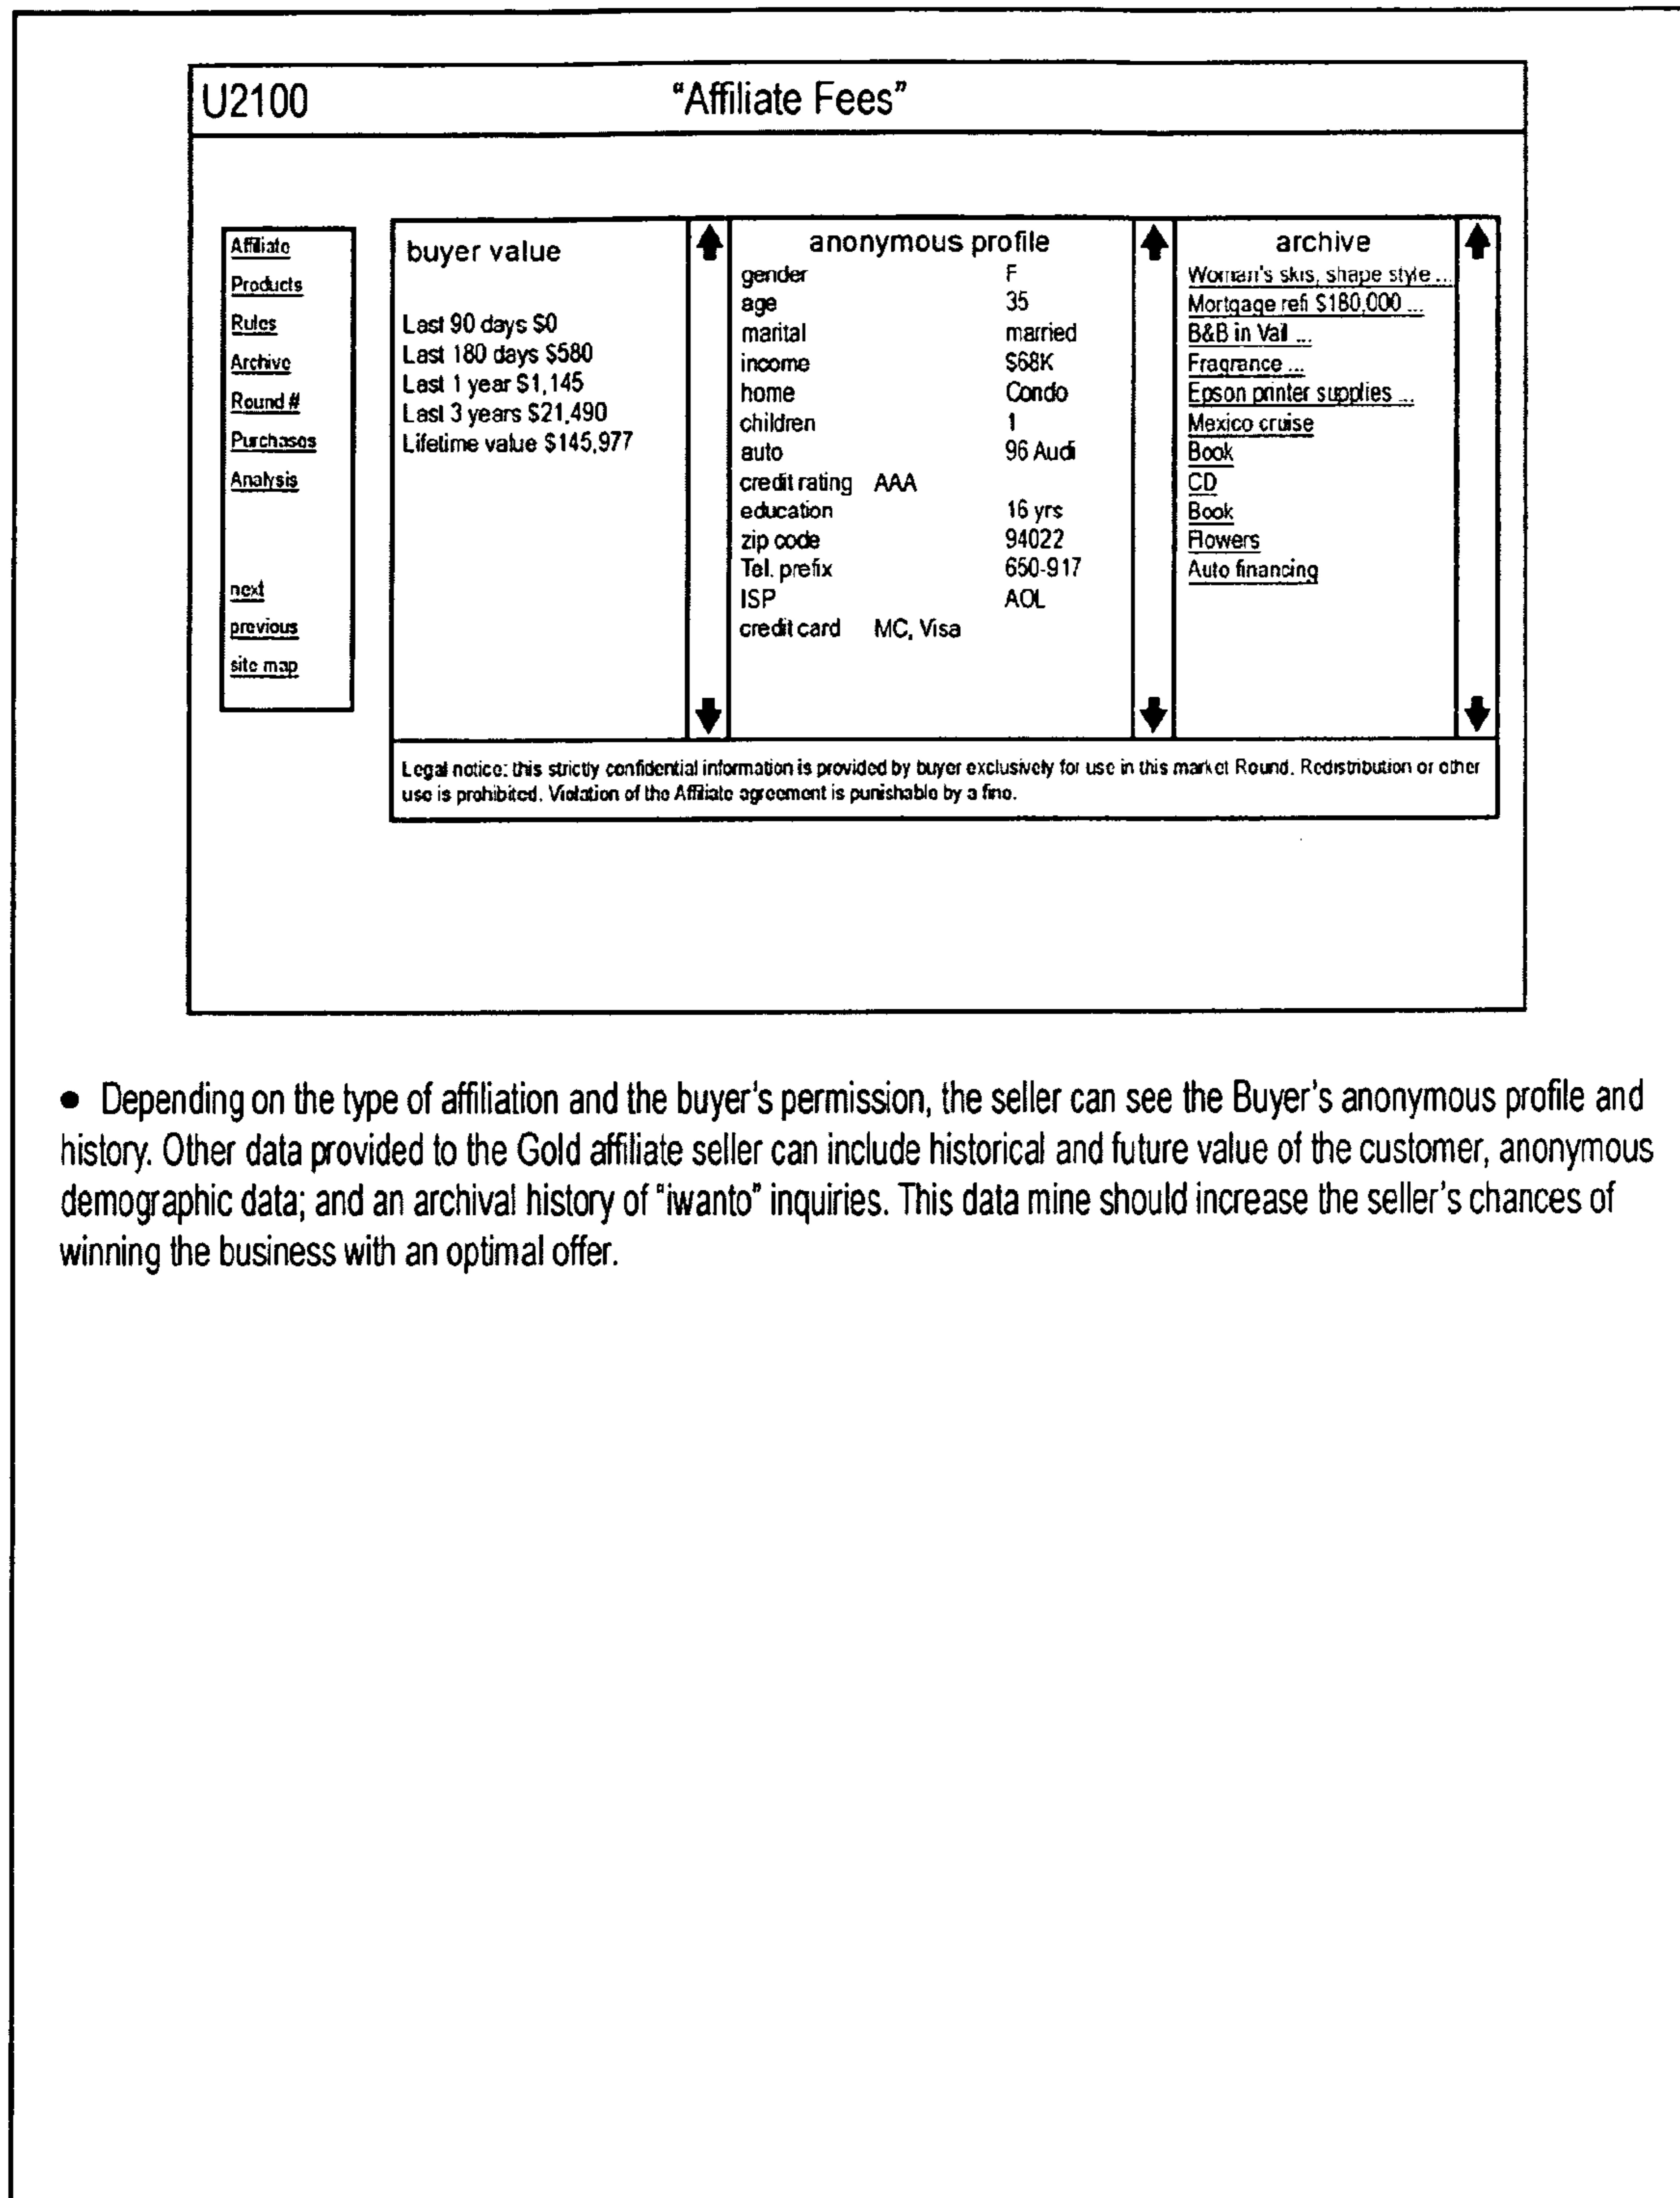 U2100 "Affiliate Fees"
Affiliate
Products
Rules
Archive
Round #
Purchases
Analysis
next
previous
site map
buyer value
Last 90 days $0
Last 180 days $580
Last 1 year $1,145
Last 3 years $21,490
Lifetime value $145,977
anonymous profile
gender F
age 35
marital married
income $68K
home Condo
children 1
auto 96 Audi
credit rating AAA
education 16 yrs
zip code 94022
Tel. prefix 650-917
ISP AOL
credit card MC, Visa
archive
Woman's skis, shape style ...
Mortgage refi $180,000 ...
B&B in Vail ...
Fragrance ...
Epson printer supplies ...
Mexico cruise
Book
CD
Book
Flowers
Auto financing
Legal notice: this strictly confidential information is provided by buyer exclusively for use in this market Round. Redistribution or other
use is prohibited. Violation of the Affiliate agreement is punishable by a fine.
• Depending on the type of affiliation and the buyer's permission, the seller can see the Buyer's anonymous profile and
history. Other data provided to the Gold affiliate seller can include historical and future value of the customer, anonymous
demographic data; and an archival history of "iwanto" inquiries. This data mine should increase the seller's chances of
winning the business with an optimal offer.